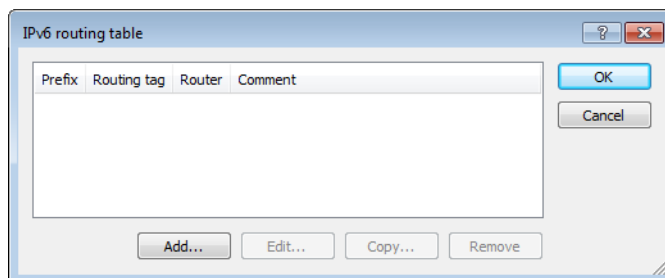 IPv6 routing table
Prefix Routing tag Router Comment
OK
Cancel
Add... Edit... Copy... Remove